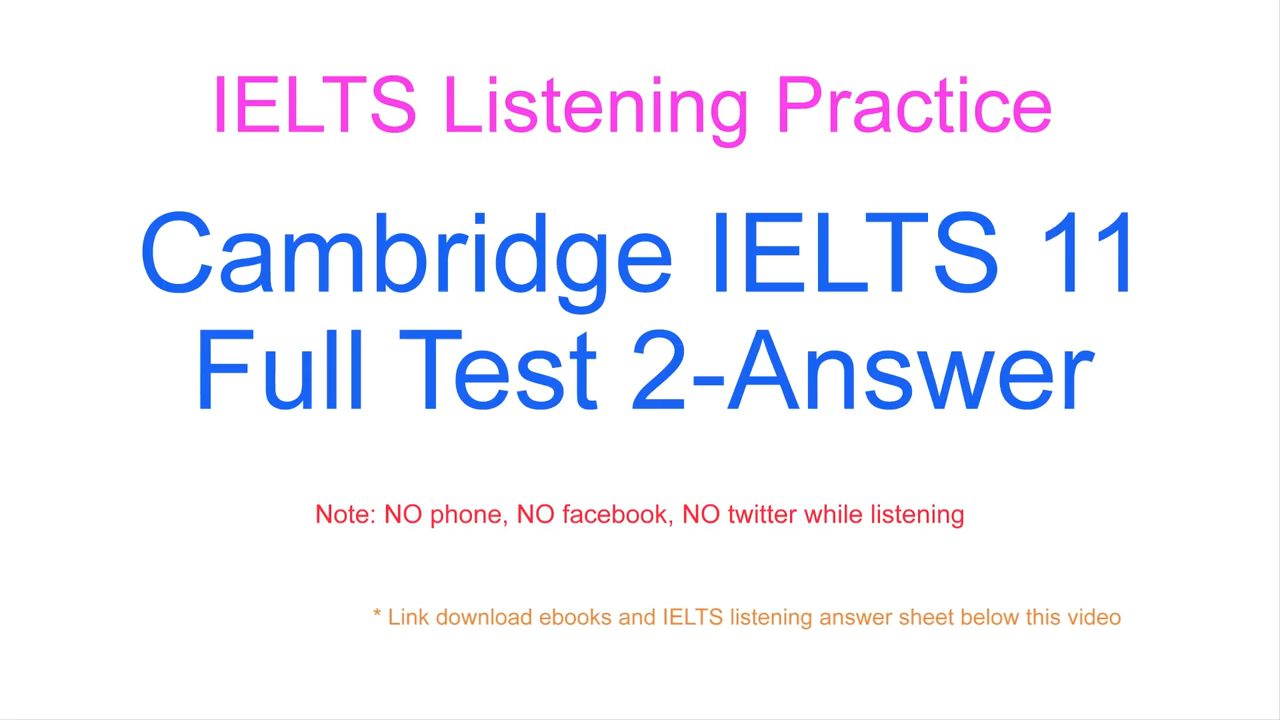 IELTS Listening Practice
Cambridge IELTS 11
Full Test 2-Answer
Note: NO phone, NO facebook, NO twitter while listening
* Link download ebooks and IELTS listening answer sheet below this video